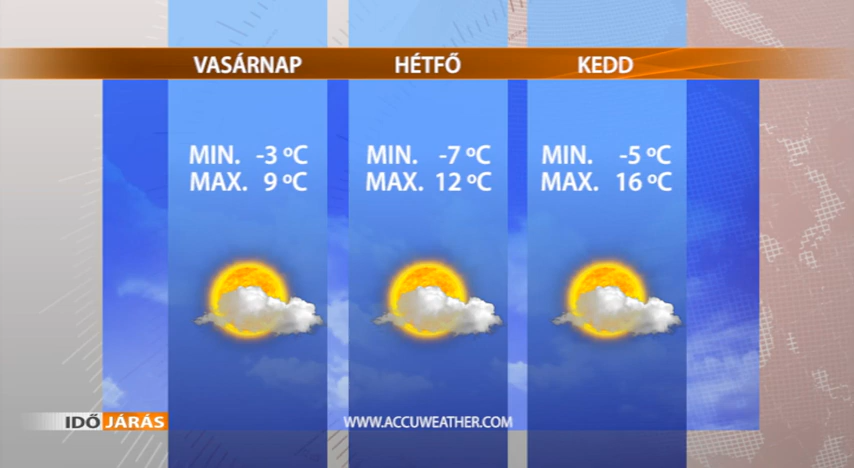 VASÁRNAP HÉTFŐ KEDD
MIN. -3 ºC MIN. -7 ºC MIN. -5 ºC
MAX. 9 ºC MAX. 12 ºC MAX. 16 ºC
IDŐJÁRÁS WWW.ACCUWEATHER.COM